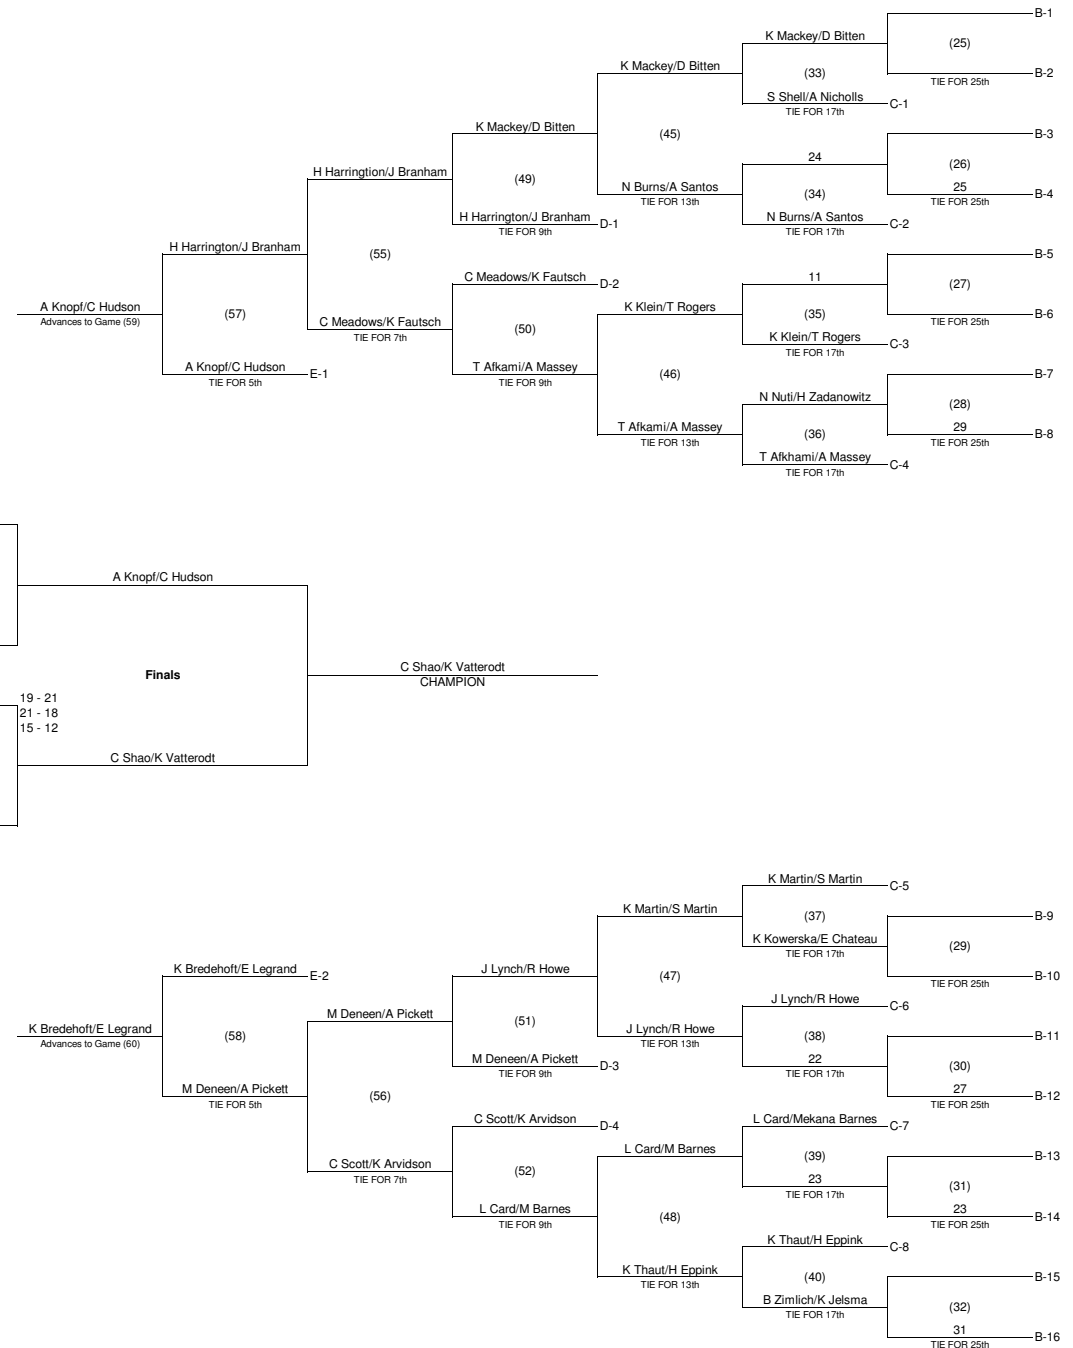 B-1
K Mackey/D Bitten
(25)
K Mackey/D Bitten
(33)
B-2
TIE FOR 25th
S Shell/A Nicholls
C-1
TIE FOR 17th
K Mackey/D Bitten
(45)
B-3
24
(26)
H Harringtion/J Branham
(49)
N Burns/A Santos
(34)
25
B-4
TIE FOR 13th
TIE FOR 25th
H Harrington/J Branham
D-1
N Burns/A Santos
C-2
TIE FOR 9th
TIE FOR 17th
H Harrington/J Branham
(55)
B-5
C Meadows/K Fautsch
D-2
11
(27)
A Knopf/C Hudson
(57)
K Klein/T Rogers
(35)
B-6
Advances to Game (59)
C Meadows/K Fautsch
(50)
TIE FOR 25th
TIE FOR 7th
K Klein/T Rogers
C-3
TIE FOR 17th
A Knopf/C Hudson
E-1
T Afkami/A Massey
(46)
B-7
TIE FOR 5th
TIE FOR 9th
N Nuti/H Zadanowitz
(28)
T Afkami/A Massey
(36)
29
B-8
TIE FOR 13th
TIE FOR 25th
T Afkhami/A Massey
C-4
TIE FOR 17th
A Knopf/C Hudson
Finals
C Shao/K Vatterodt
CHAMPION
19 - 21
21 - 18
15 - 12
C Shao/K Vatterodt
K Martin/S Martin
C-5
K Martin/S Martin
(37)
B-9
K Kowerska/E Chateau
(29)
TIE FOR 17th
K Bredehoft/E Legrand
E-2
J Lynch/R Howe
(47)
B-10
TIE FOR 25th
J Lynch/R Howe
C-6
M Deneen/A Pickett
(51)
K Bredehoft/E Legrand
(58)
J Lynch/R Howe
(38)
B-11
Advances to Game (60)
TIE FOR 13th
M Deneen/A Pickett
D-3
22
(30)
TIE FOR 9th
TIE FOR 17th
M Deneen/A Pickett
(56)
27
B-12
TIE FOR 5th
TIE FOR 25th
C Scott/K Arvidson
D-4
L Card/Mekana Barnes
C-7
L Card/M Barnes
(39)
B-13
C Scott/K Arvidson
(52)
23
(31)
TIE FOR 7th
TIE FOR 17th
L Card/M Barnes
(48)
23
B-14
TIE FOR 9th
TIE FOR 25th
K Thaut/H Eppink
C-8
K Thaut/H Eppink
(40)
B-15
TIE FOR 13th
B Zimlich/K Jelsma
(32)
TIE FOR 17th
31
B-16
TIE FOR 25th